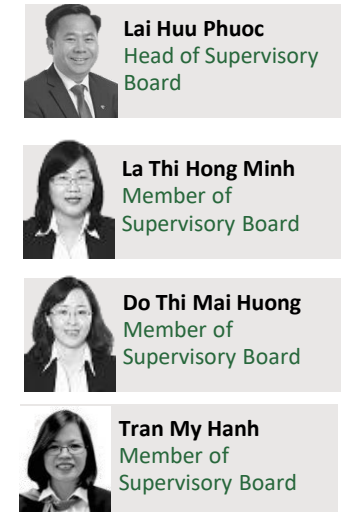 Lai Huu Phuoc
Head of Supervisory
Board
La Thi Hong Minh
Member of
Supervisory Board
Do Thi Mai Huong
Member of
Supervisory Board
Tran My Hanh
Member of
Supervisory Board